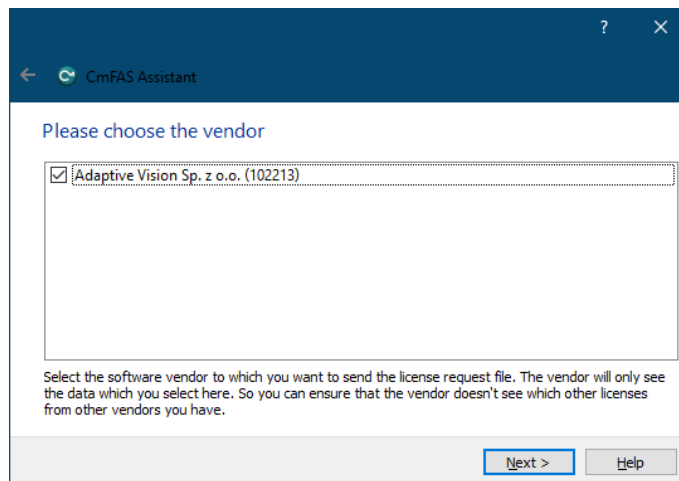 ?
CmFAS Assistant
Please choose the vendor
Adaptive Vision Sp. z o.o. (102213)
Select the software vendor to which you want to send the license request file. The vendor will only see
the data which you select here. So you can ensure that the vendor doesn't see which other licenses
from other vendors you have.
Next >
Help